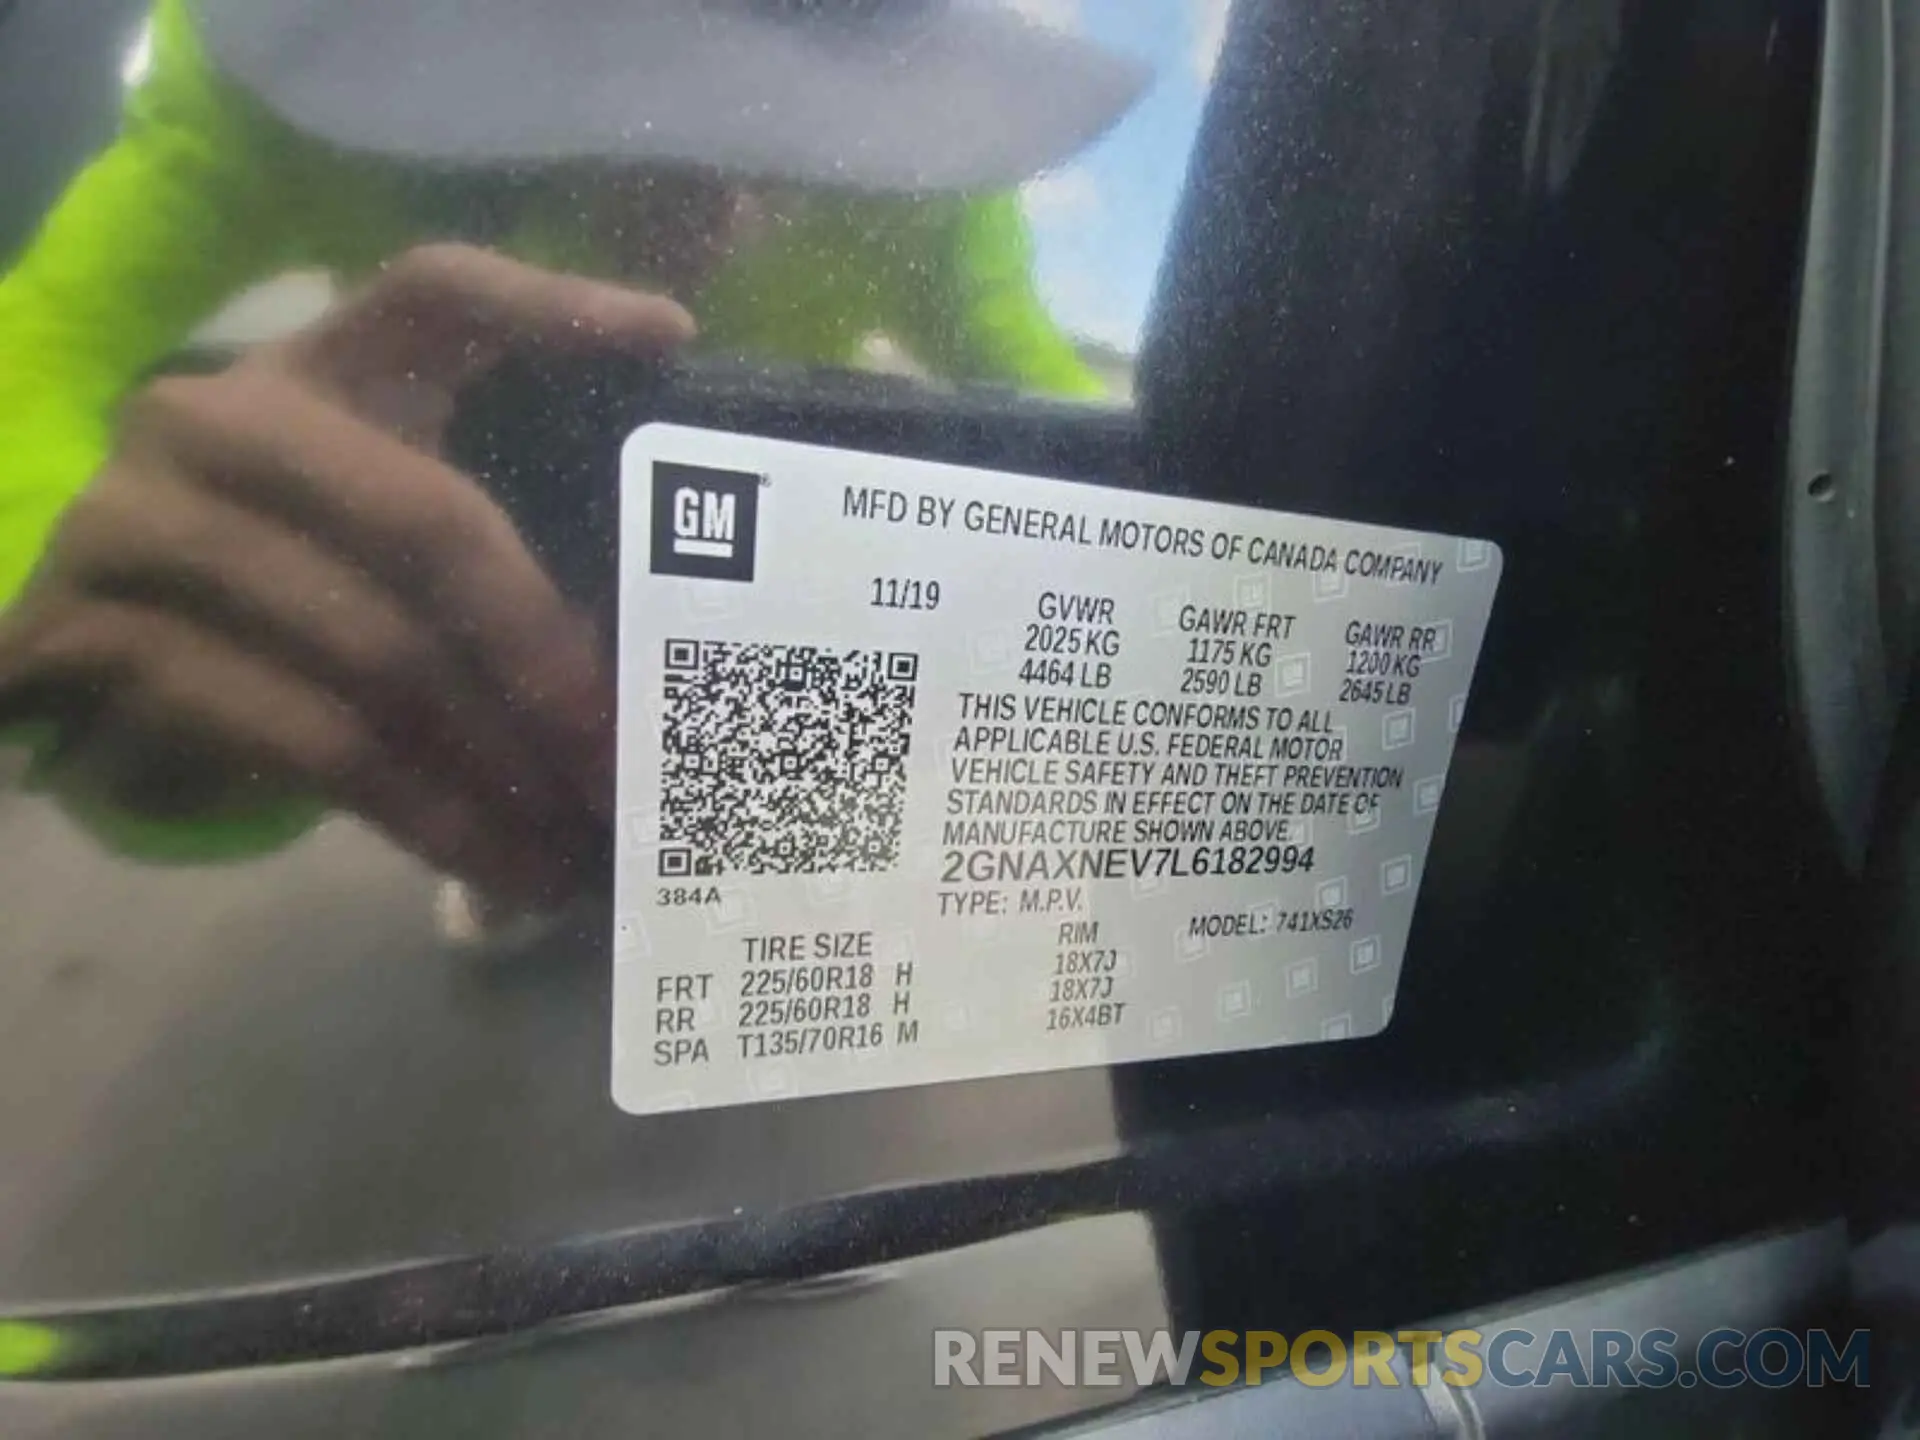 GM
MFD BY GENERAL MOTORS OF CANADA COMPANY
11/19 GVWR GAWR FRT GAWR RR
2025 KG 1175 KG 1200 KG
4464 LB 2590 LB 2645 LB
THIS VEHICLE CONFORMS TO ALL
APPLICABLE U.S. FEDERAL MOTOR
VEHICLE SAFETY AND THEFT PREVENTION
STANDARDS IN EFFECT ON THE DATE OF
MANUFACTURE SHOWN ABOVE.
2GNAXNEV7L6182994
384A TYPE: M.P.V. MODEL: 741XS26
TIRE SIZE RIM
FRT 225/60R18 H 18X7J
RR 225/60R18 H 18X7J
SPA T135/70R16 M 16X4BT
RENEWSPORTSCARS.COM